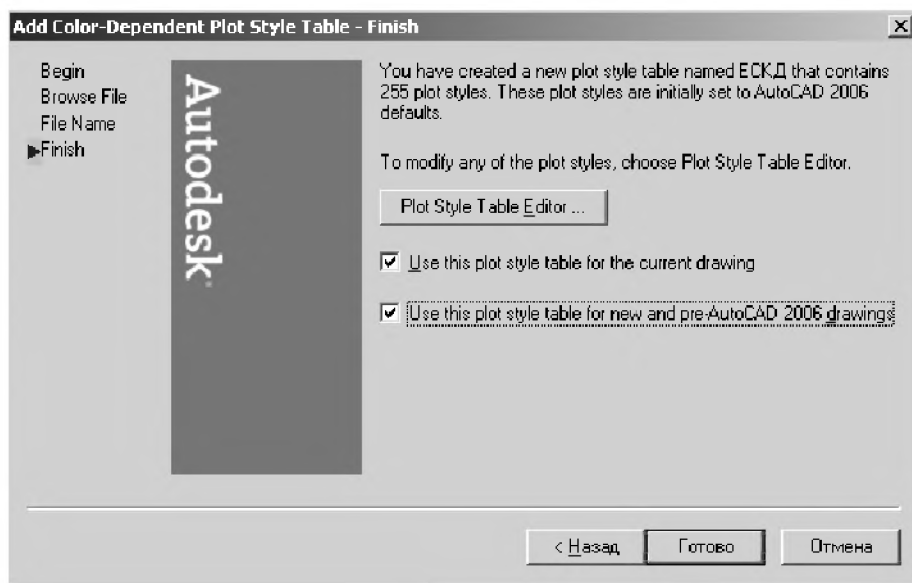 Add Color-Dependent Plot Style Table - Finish
Begin
Browse File
File Name
Finish
Autodesk
You have created a new plot style table named ЕСКД that contains
255 plot styles. These plot styles are initially set to AutoCAD 2006
defaults.
To modify any of the plot styles, choose Plot Style Table Editor.
Plot Style Table Editor ...
Use this plot style table for the current drawing
Use this plot style table for new and pre-AutoCAD 2006 drawings
< Назад
Готово
Отмена